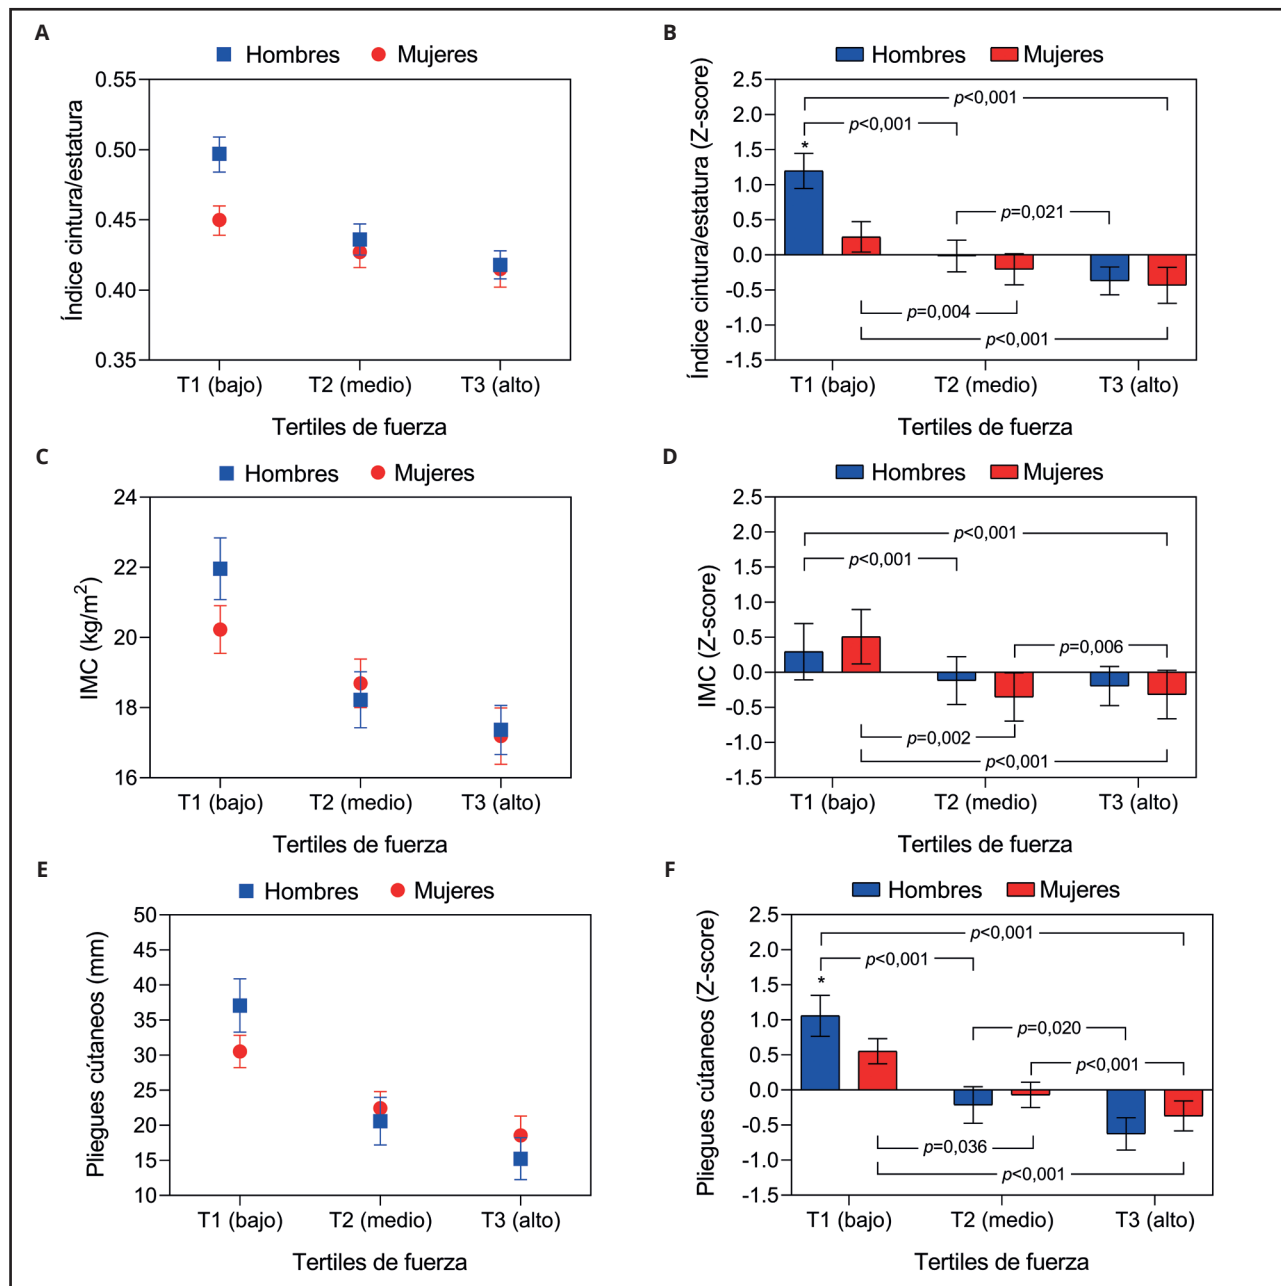 A
Hombres Mujeres
Índice cintura/estatura
0.55
0.50
0.45
0.40
0.35
T1 (bajo) T2 (medio) T3 (alto)
Tertiles de fuerza
B
Hombres Mujeres
Índice cintura/estatura (Z-score)
2.5
2.0
1.5
1.0
0.5
0.0
-0.5
-1.0
-1.5
p<0,001
p<0,001
*
p=0,021
p=0,004
p<0,001
T1 (bajo) T2 (medio) T3 (alto)
Tertiles de fuerza
C
Hombres Mujeres
IMC (kg/m2)
24
22
20
18
16
T1 (bajo) T2 (medio) T3 (alto)
Tertiles de fuerza
D
Hombres Mujeres
IMC (Z-score)
2.5
2.0
1.5
1.0
0.5
0.0
-0.5
-1.0
-1.5
p<0,001
p<0,001
p=0,006
p=0,002
p<0,001
T1 (bajo) T2 (medio) T3 (alto)
Tertiles de fuerza
E
Hombres Mujeres
Pliegues cútaneos (mm)
50
45
40
35
30
25
20
15
10
T1 (bajo) T2 (medio) T3 (alto)
Tertiles de fuerza
F
Hombres Mujeres
Pliegues cútaneos (Z-score)
2.5
2.0
1.5
1.0
0.5
0.0
-0.5
-1.0
-1.5
p<0,001
p<0,001
*
p=0,020
p<0,001
p=0,036
p<0,001
T1 (bajo) T2 (medio) T3 (alto)
Tertiles de fuerza